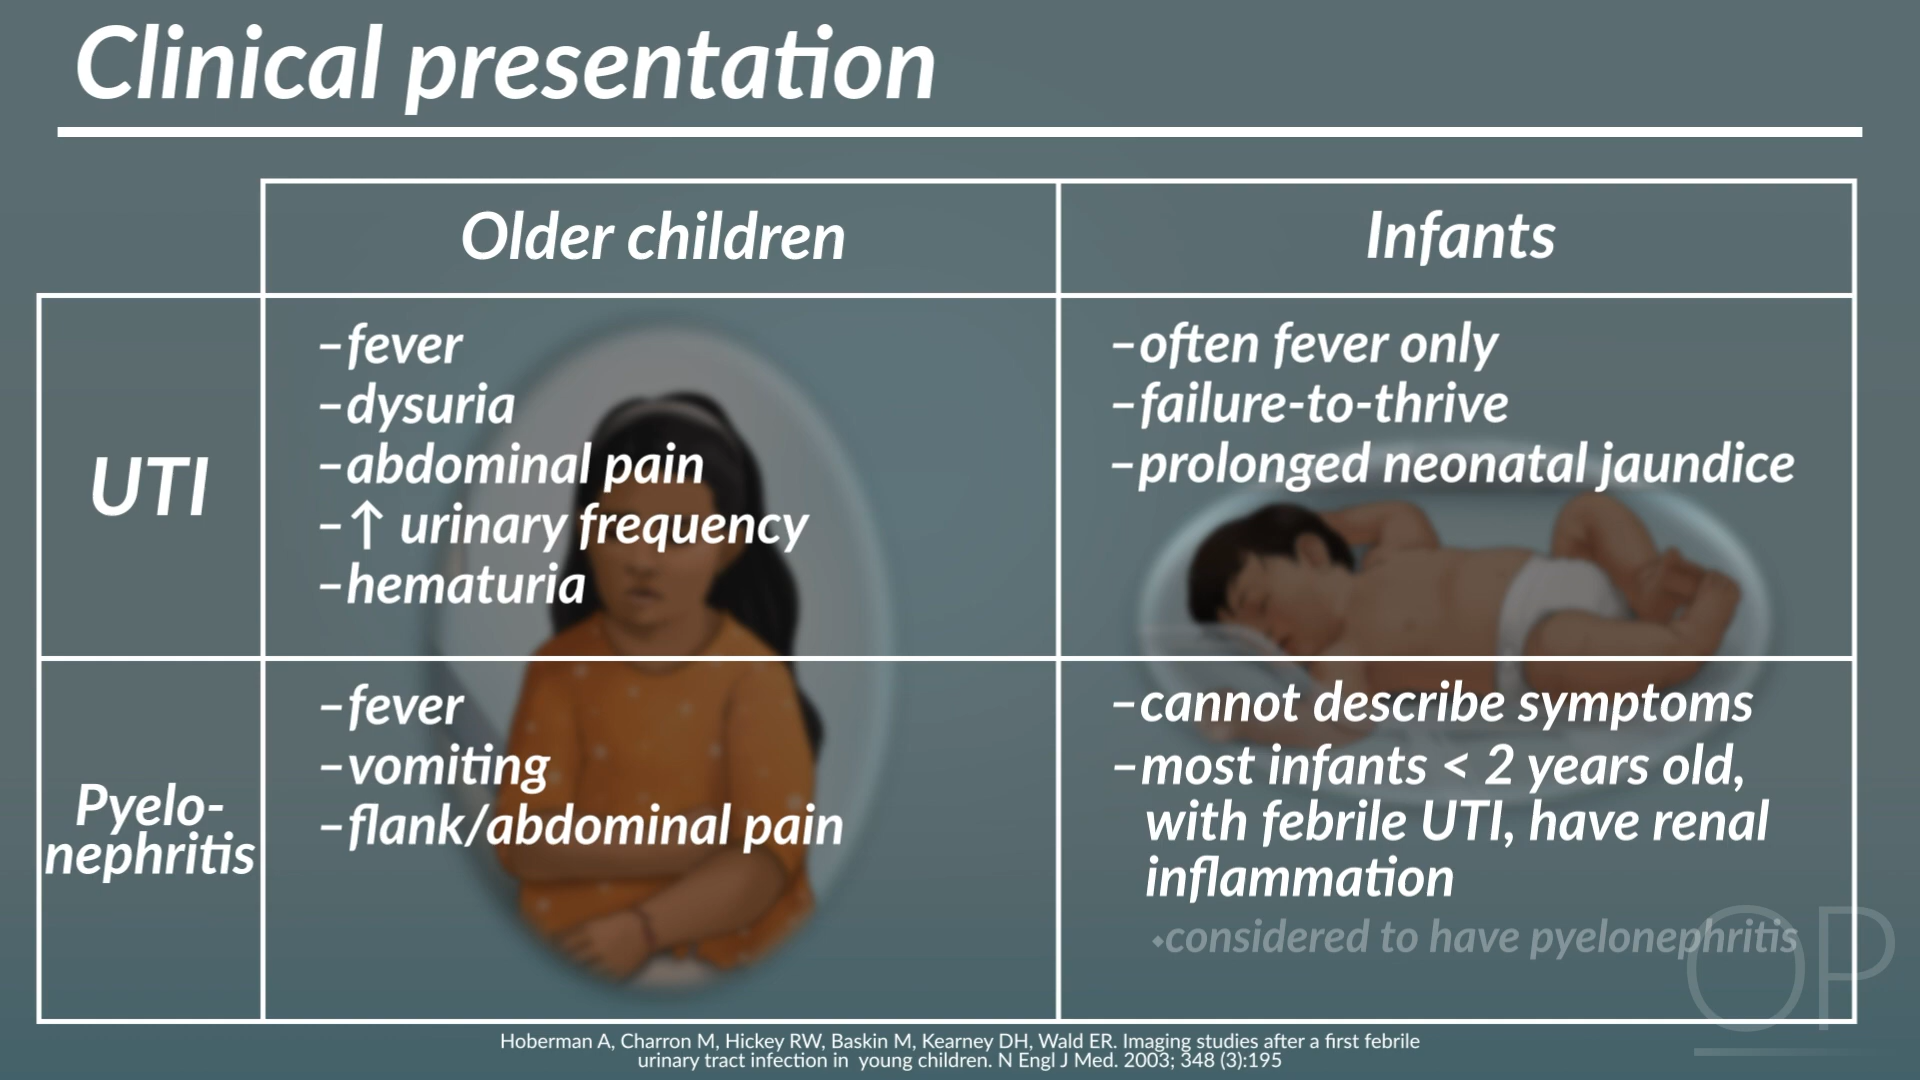 Clinical presentation
Older children
Infants
UTI
–fever
–dysuria
–abdominal pain
–↑ urinary frequency
–hematuria
–often fever only
–failure-to-thrive
–prolonged neonatal jaundice
Pyelo-
nephritis
–fever
–vomiting
–flank/abdominal pain
–cannot describe symptoms
–most infants < 2 years old,
with febrile UTI, have renal
inflammation
⬩considered to have pyelonephritis
OP
Hoberman A, Charron M, Hickey RW, Baskin M, Kearney DH, Wald ER. Imaging studies after a first febrile
urinary tract infection in  young children. N Engl J Med. 2003; 348 (3):195